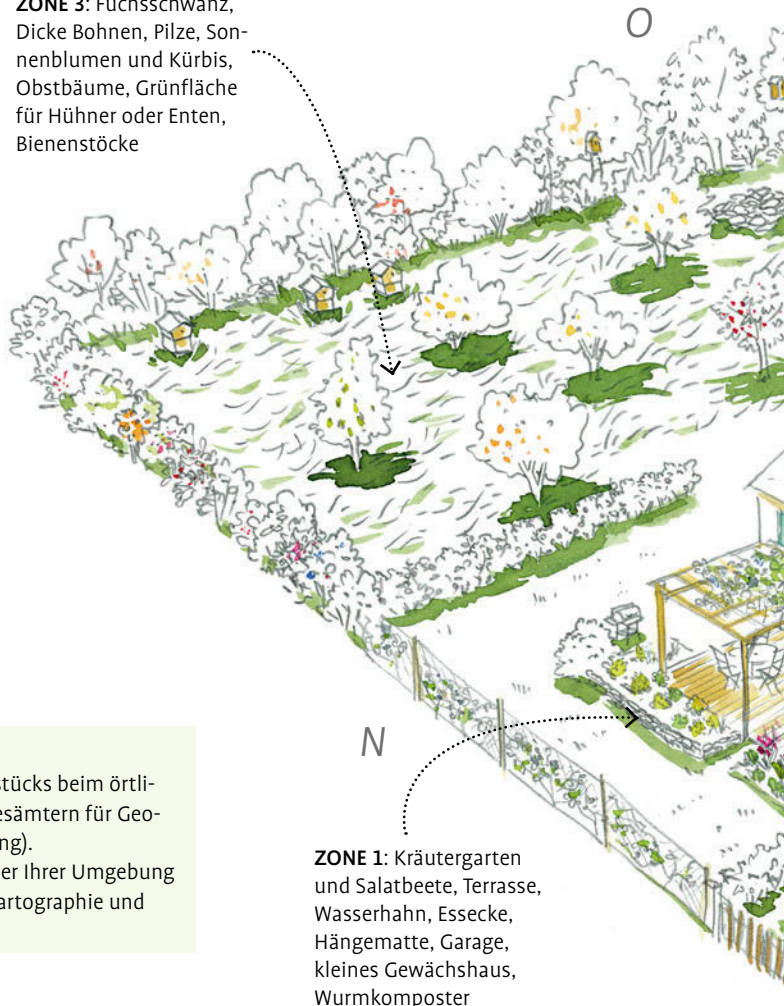 ZONE 3: Fuchsschwanz,
Dicke Bohnen, Pilze, Son-
nenblumen und Kürbis,
Obstbäume, Grünfläche
für Hühner oder Enten,
Bienenstöcke
O
N
stücks beim örtli-
esämtern für Geo-
ng).
er Ihrer Umgebung
artographie und
ZONE 1: Kräutergarten
und Salatbeete, Terrasse,
Wasserhahn, Essecke,
Hängematte, Garage,
kleines Gewächshaus,
Wurmkomposter